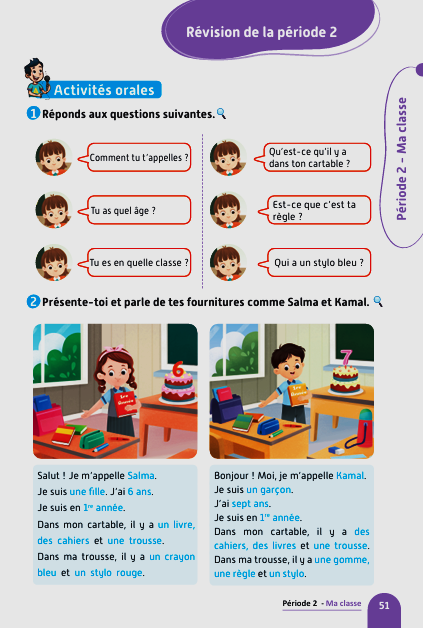 Révision de la période 2
Période 2 - Ma classe
Activités orales
1 Réponds aux questions suivantes.
Comment tu t'appelles ?
Qu'est-ce qu'il y a
dans ton cartable ?
Tu as quel âge ?
Est-ce que c'est ta
règle ?
Tu es en quelle classe ?
Qui a un stylo bleu ?
2 Présente-toi et parle de tes fournitures comme Salma et Kamal.
6
7
Salut ! Je m'appelle Salma.
Je suis une fille. J'ai 6 ans.
Je suis en 1re année.
Dans mon cartable, il y a un livre,
des cahiers et une trousse.
Dans ma trousse, il y a un crayon
bleu et un stylo rouge.
Bonjour ! Moi, je m'appelle Kamal.
Je suis un garçon.
J'ai sept ans.
Je suis en 1re année.
Dans mon cartable, il y a des
cahiers, des livres et une trousse.
Dans ma trousse, il y a une gomme,
une règle et un stylo.
Période 2 - Ma classe
51